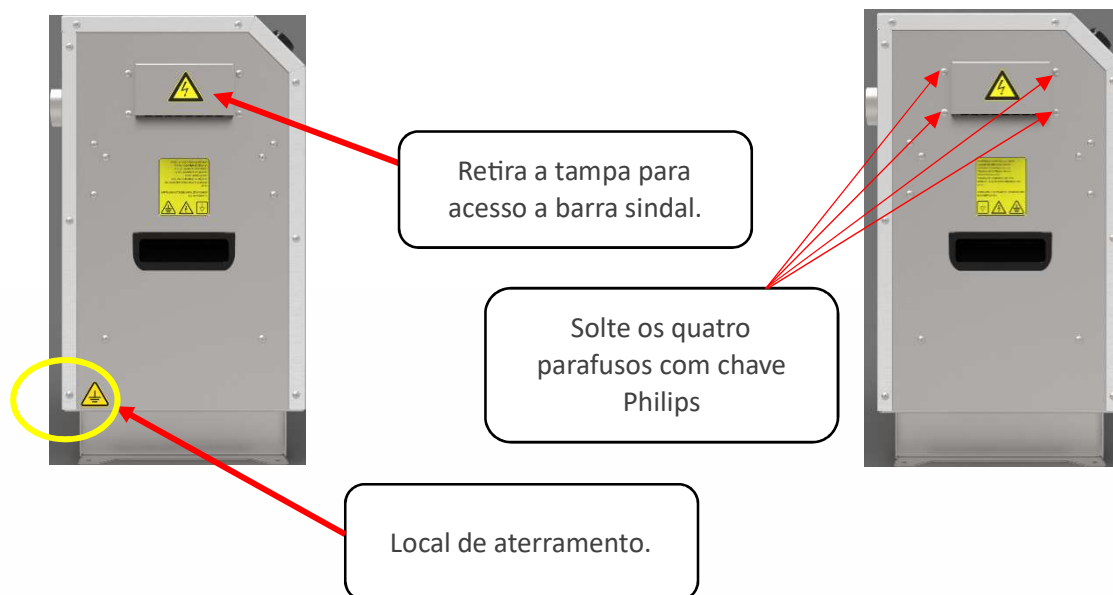 Retira a tampa para
acesso a barra sindal.
Solte os quatro
parafusos com chave
Philips
Local de aterramento.